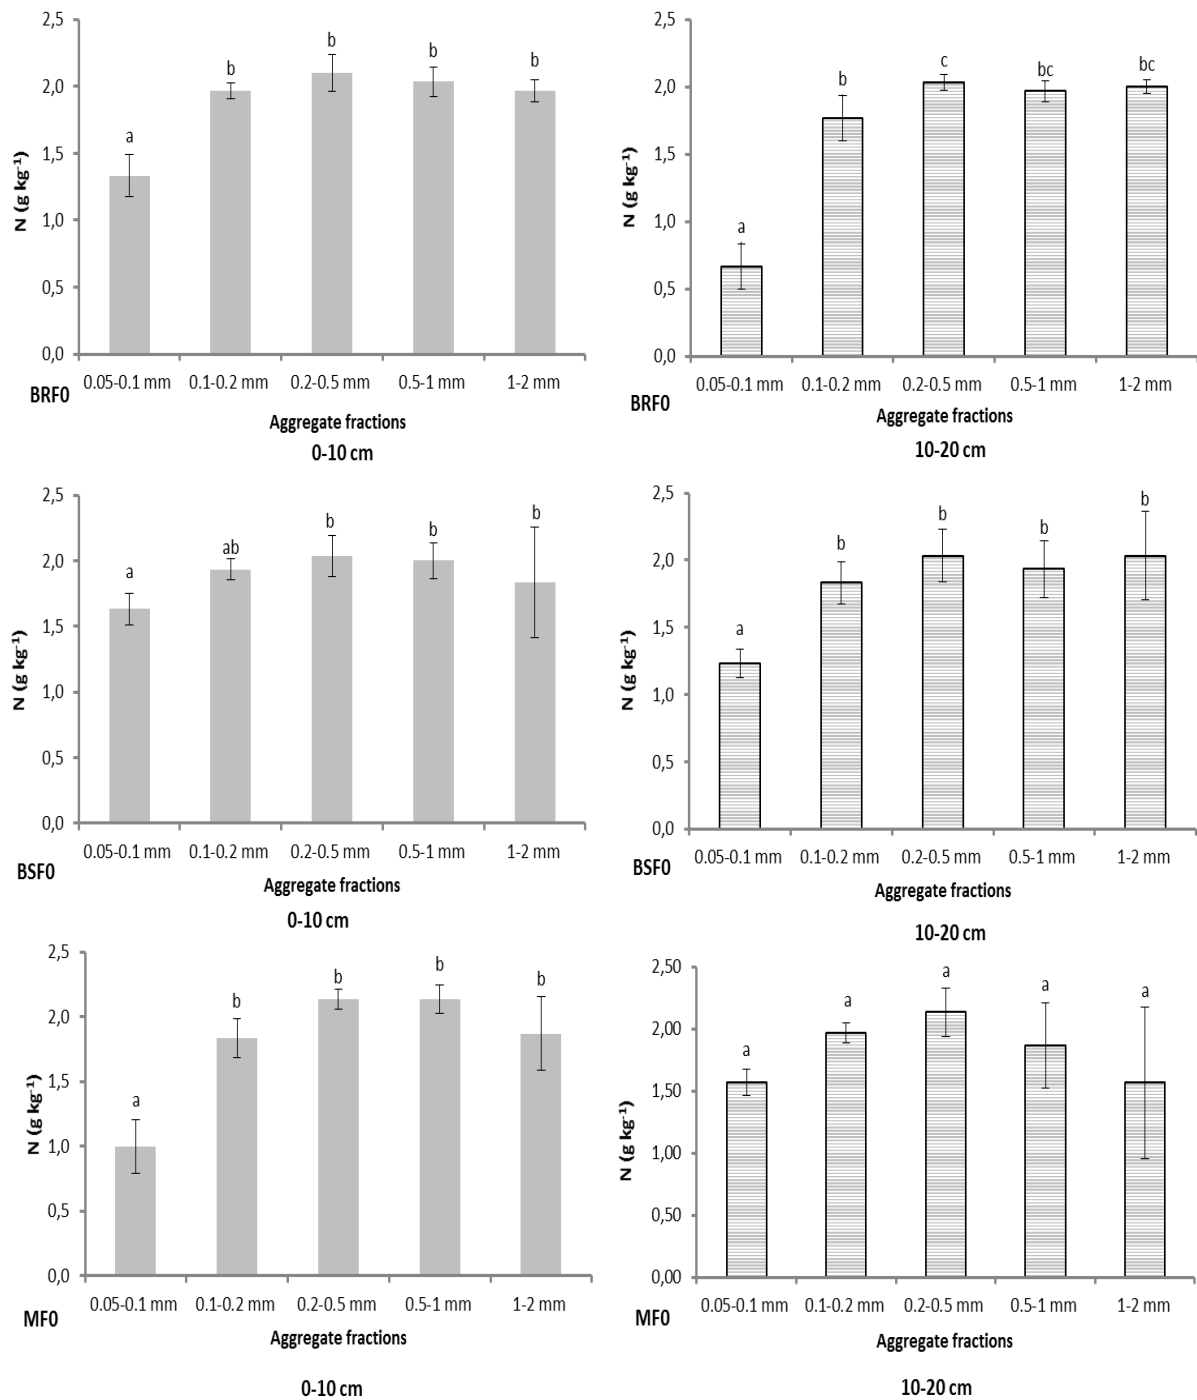 2,5
2,0
1,5
1,0
0,5
0,0
N (g kg⁻¹)
a
b
b
b
b
0.05-0.1 mm 0.1-0.2 mm 0.2-0.5 mm 0.5-1 mm 1-2 mm
BRF0
Aggregate fractions
0-10 cm
2,5
2,0
1,5
1,0
0,5
0,0
N (g kg⁻¹)
a
b
c
bc
bc
0.05-0.1 mm 0.1-0.2 mm 0.2-0.5 mm 0.5-1 mm 1-2 mm
BRF0
Aggregate fractions
10-20 cm
2,5
2,0
1,5
1,0
0,5
0,0
N (g kg⁻¹)
a
ab
b
b
b
0.05-0.1 mm 0.1-0.2 mm 0.2-0.5 mm 0.5-1 mm 1-2 mm
BSF0
Aggregate fractions
0-10 cm
2,5
2,0
1,5
1,0
0,5
0,0
N (g kg⁻¹)
a
b
b
b
b
0.05-0.1 mm 0.1-0.2 mm 0.2-0.5 mm 0.5-1 mm 1-2 mm
BSF0
Aggregate fractions
10-20 cm
2,5
2,0
1,5
1,0
0,5
0,0
N (g kg⁻¹)
a
b
b
b
b
0.05-0.1 mm 0.1-0.2 mm 0.2-0.5 mm 0.5-1 mm 1-2 mm
MF0
Aggregate fractions
0-10 cm
2,50
2,00
1,50
1,00
0,50
0,00
N (g kg⁻¹)
a
a
a
a
a
0.05-0.1 mm 0.1-0.2 mm 0.2-0.5 mm 0.5-1 mm 1-2 mm
MF0
Aggregate fractions
10-20 cm